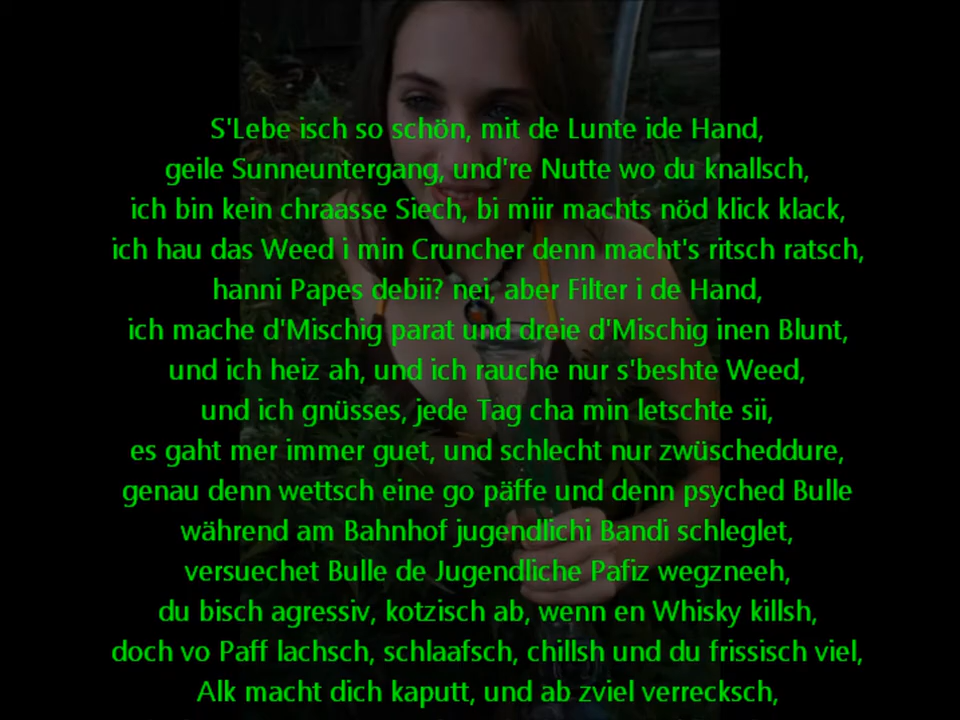 S'Lebe isch so schön, mit de Lunte ide Hand,
geile Sunneuntergang, und're Nutte wo du knallsch,
ich bin kein chraasse Siech, bi miir machts nöd klick klack,
ich hau das Weed i min Cruncher denn macht's ritsch ratsch,
hanni Papes debii? nei, aber Filter i de Hand,
ich mache d'Mischig parat und dreie d'Mischig inen Blunt,
und ich heiz ah, und ich rauche nur s'beshte Weed,
und ich gnüsses, jede Tag cha min letschte sii,
es gaht mer immer guet, und schlecht nur zwüscheddure,
genau denn wettsch eine go päffe und denn psyched Bulle
während am Bahnhof jugendlichi Bandi schleglet,
versuechet Bulle de Jugendliche Pafiz wegzneeh,
du bisch agressiv, kotzisch ab, wenn en Whisky killsh,
doch vo Paff lachsch, schlaafsch, chillsh und du frissisch viel,
Alk macht dich kaputt, und ab zviel verrecksch,